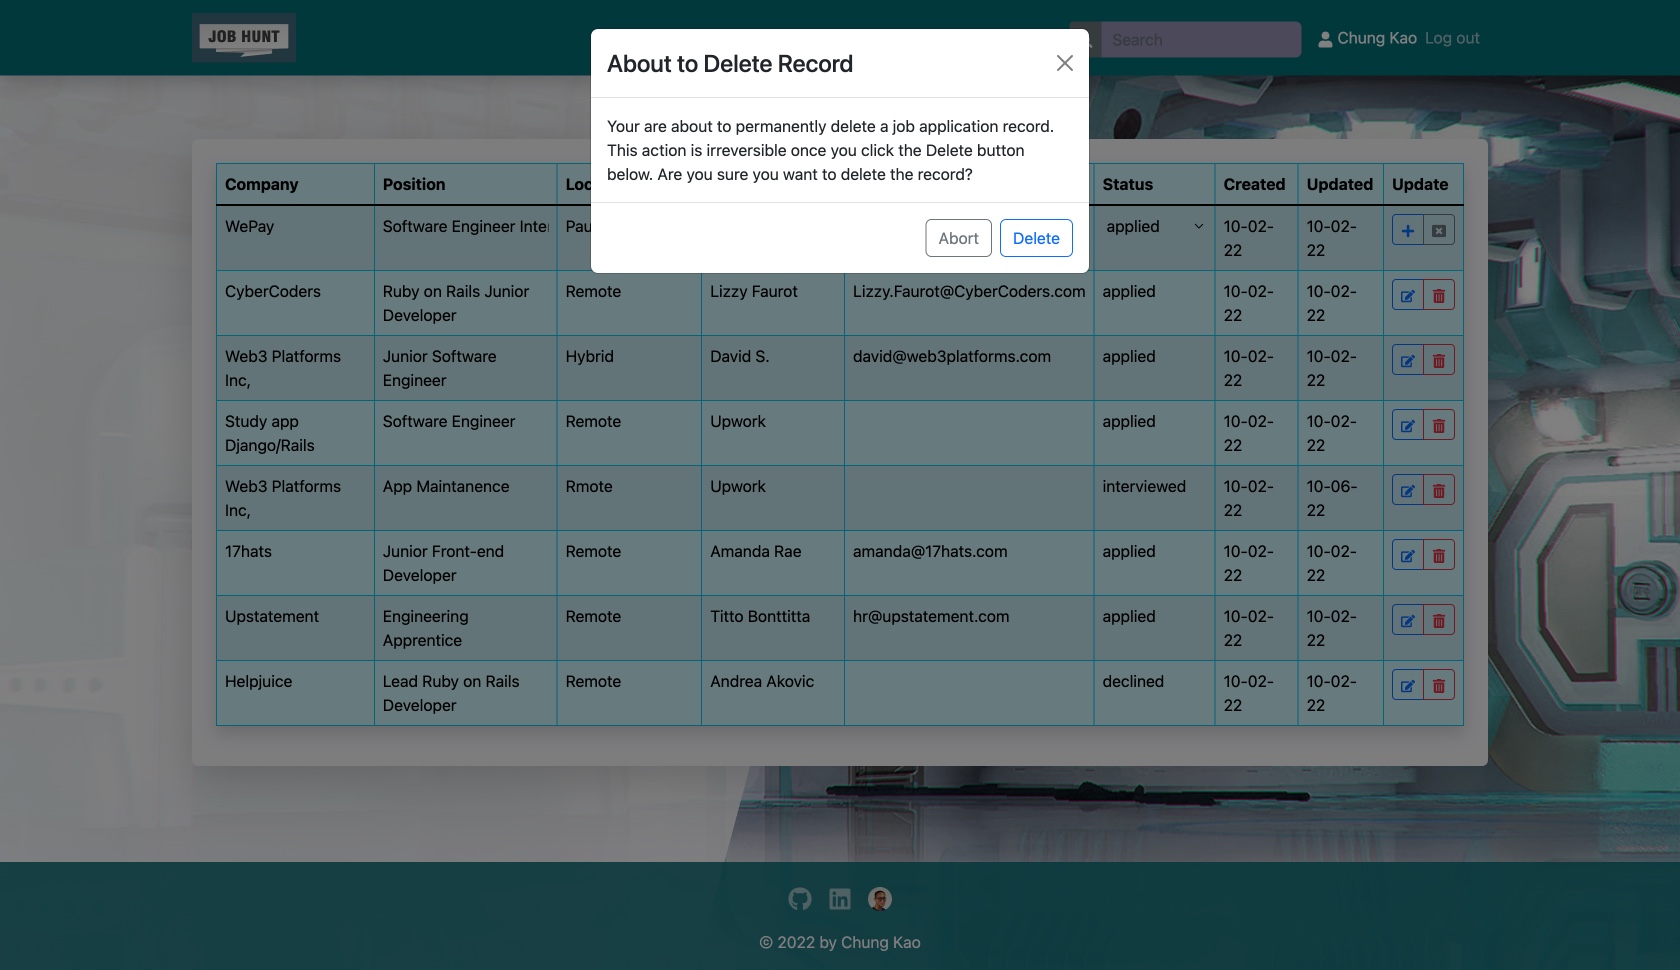 JOB HUNT
Search
Chung Kao Log out
About to Delete Record
Your are about to permanently delete a job application record.
This action is irreversible once you click the Delete button
below. Are you sure you want to delete the record?
Abort Delete
Company Position Loc Status Created Updated Update
WePay Software Engineer Inte Pau applied 10-02- 10-02-
22 22
CyberCoders Ruby on Rails Junior Remote Lizzy Faurot Lizzy.Faurot@CyberCoders.com applied 10-02- 10-02-
Developer 22 22
Web3 Platforms Junior Software Hybrid David S. david@web3platforms.com applied 10-02- 10-02-
Inc, Engineer 22 22
Study app Software Engineer Remote Upwork applied 10-02- 10-02-
Django/Rails 22 22
Web3 Platforms App Maintanence Rmote Upwork interviewed 10-02- 10-06-
Inc, 22 22
17hats Junior Front-end Remote Amanda Rae amanda@17hats.com applied 10-02- 10-02-
Developer 22 22
Upstatement Engineering Remote Titto Bonttitta hr@upstatement.com applied 10-02- 10-02-
Apprentice 22 22
Helpjuice Lead Ruby on Rails Remote Andrea Akovic declined 10-02- 10-02-
Developer 22 22
© 2022 by Chung Kao